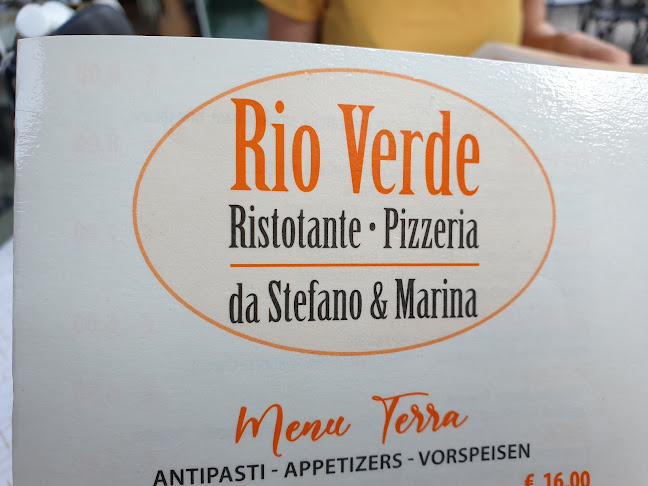 Rio Verde
Ristotante • Pizzeria
da Stefano & Marina
Menu Terra
ANTIPASTI - APPETIZERS - VORSPEISEN
€ 16,00